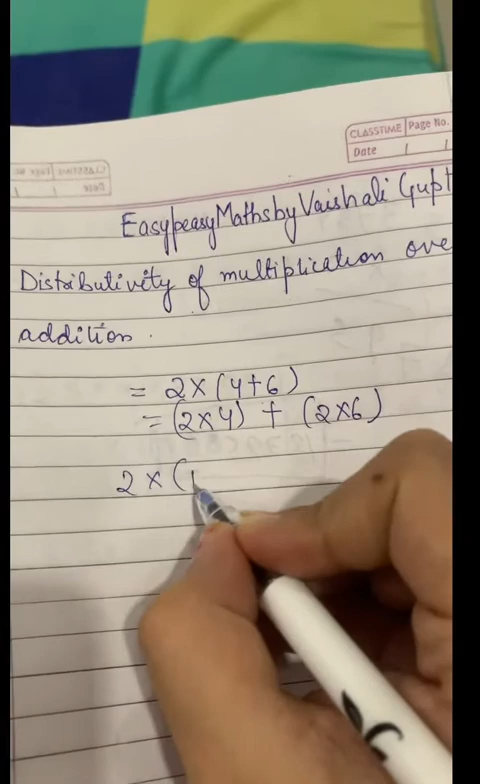 CLASSTIME Page No.
Date
EasypeasyMathsbyVaishali Gupt
Distributivity of multiplication ove
addition.
= 2×(4+6)
= (2×4) + (2×6)
2 × (